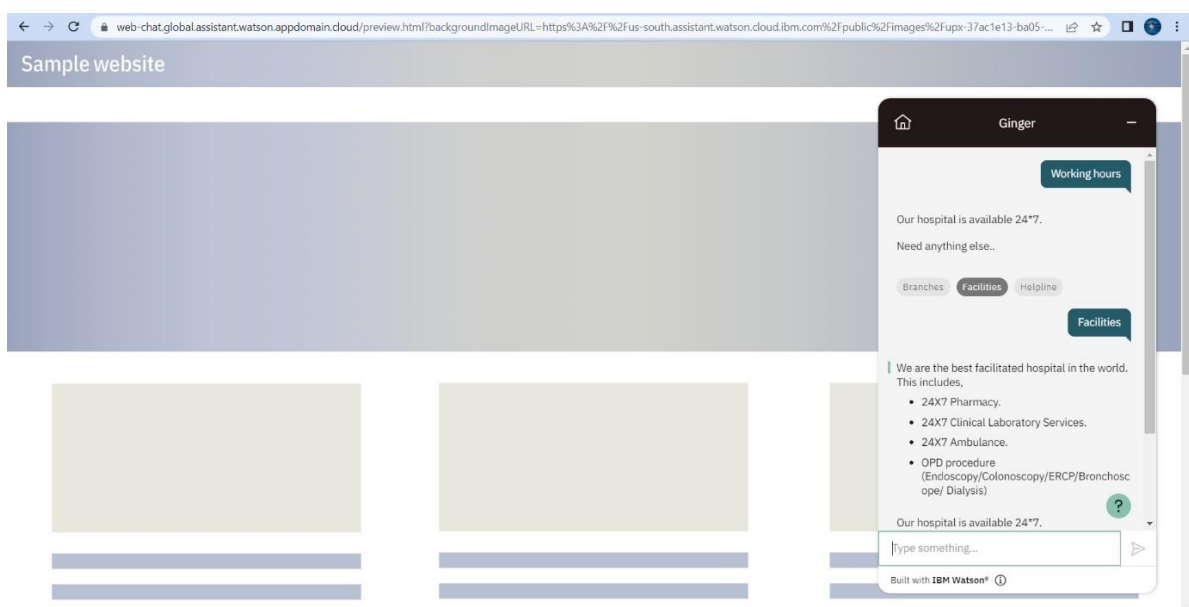 web-chat.global.assistant.watson.appdomain.cloud/preview.html?backgroundImageURL=https%3A%2F%2Fus-south.assistant.watson.cloud.ibm.com%2Fpublic%2Fimages%2Fupx-37ac1e13-ba05-...
Sample website
Ginger
Working hours
Our hospital is available 24*7.
Need anything else..
Branches Facilities Helpline
Facilities
We are the best facilitated hospital in the world.
This includes,
• 24X7 Pharmacy.
• 24X7 Clinical Laboratory Services.
• 24X7 Ambulance.
• OPD procedure
(Endoscopy/Colonoscopy/ERCP/Bronchosc
ope/ Dialysis)
?
Our hospital is available 24*7.
Type something...
Built with IBM Watson®